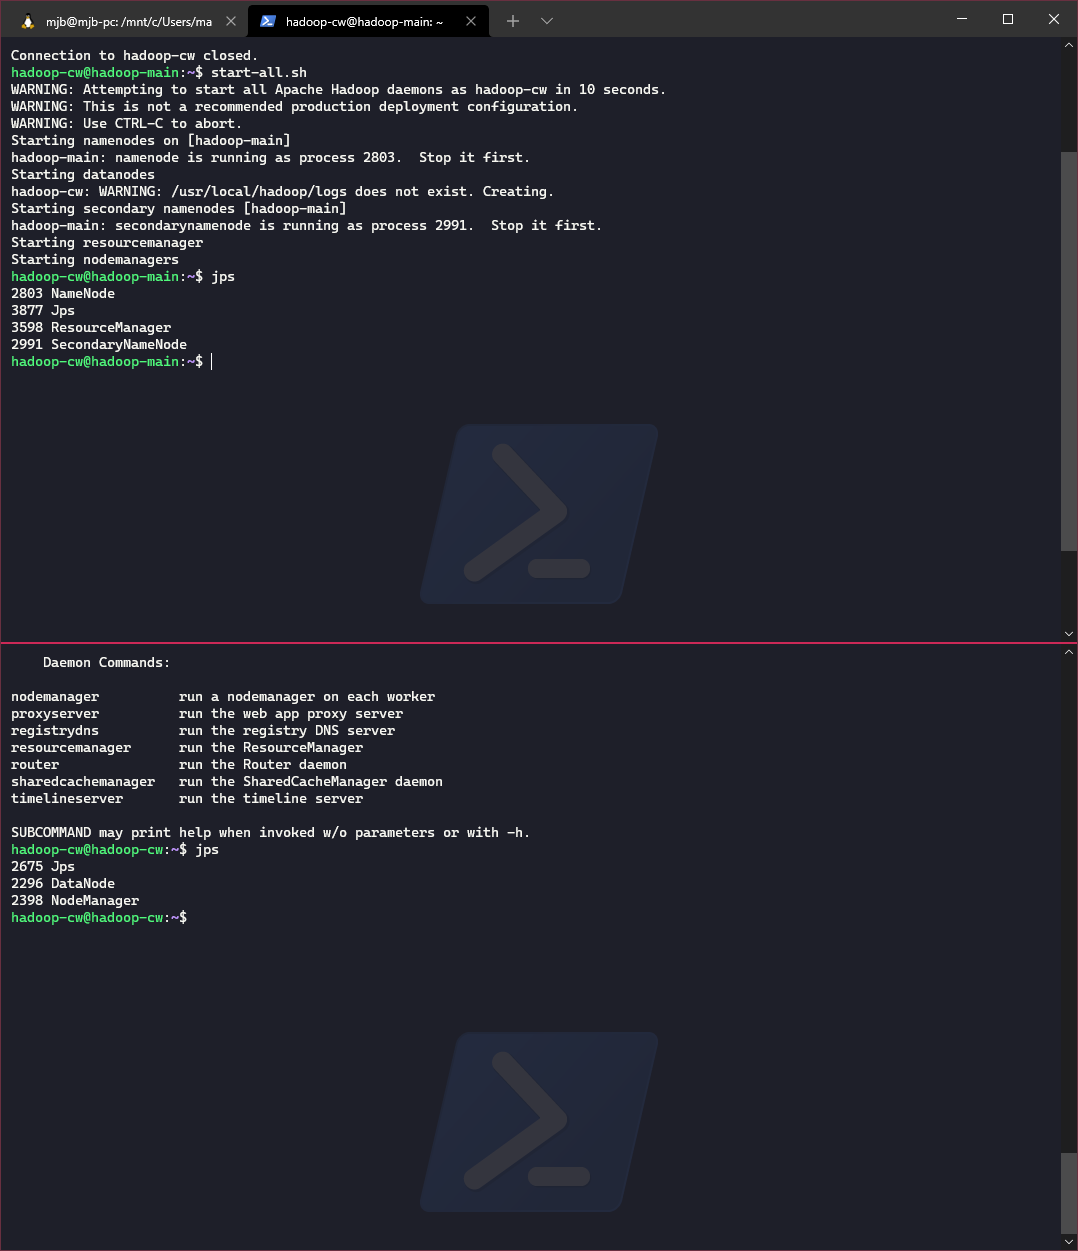 mjb@mjb-pc: /mnt/c/Users/ma
hadoop-cw@hadoop-main: ~
Connection to hadoop-cw closed.
hadoop-cw@hadoop-main:~$ start-all.sh
WARNING: Attempting to start all Apache Hadoop daemons as hadoop-cw in 10 seconds.
WARNING: This is not a recommended production deployment configuration.
WARNING: Use CTRL-C to abort.
Starting namenodes on [hadoop-main]
hadoop-main: namenode is running as process 2803.  Stop it first.
Starting datanodes
hadoop-cw: WARNING: /usr/local/hadoop/logs does not exist. Creating.
Starting secondary namenodes [hadoop-main]
hadoop-main: secondarynamenode is running as process 2991.  Stop it first.
Starting resourcemanager
Starting nodemanagers
hadoop-cw@hadoop-main:~$ jps
2803 NameNode
3877 Jps
3598 ResourceManager
2991 SecondaryNameNode
hadoop-cw@hadoop-main:~$
Daemon Commands:
nodemanager          run a nodemanager on each worker
proxyserver          run the web app proxy server
registrydns          run the registry DNS server
resourcemanager      run the ResourceManager
router               run the Router daemon
sharedcachemanager   run the SharedCacheManager daemon
timelineserver       run the timeline server
SUBCOMMAND may print help when invoked w/o parameters or with -h.
hadoop-cw@hadoop-cw:~$ jps
2675 Jps
2296 DataNode
2398 NodeManager
hadoop-cw@hadoop-cw:~$